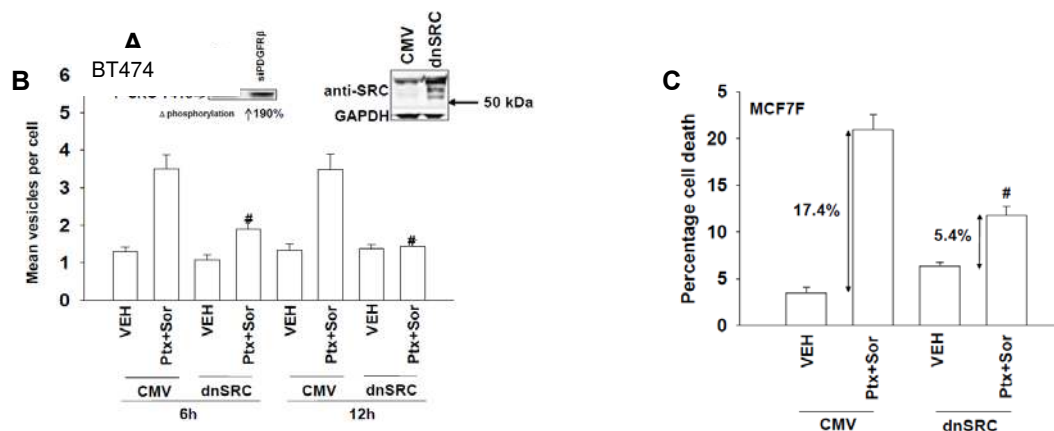 A
B
BT474
siPDGFRβ
Δ phosphorylation ↑190%
CMV
dnSRC
anti-SRC
50 kDa
GAPDH
Mean vesicles per cell
6
5
4
3
2
1
0
#
#
VEH
Ptx+Sor
VEH
Ptx+Sor
VEH
Ptx+Sor
VEH
Ptx+Sor
CMV
dnSRC
CMV
dnSRC
6h
12h
C
MCF7F
Percentage cell death
20
15
10
5
0
17.4%
5.4%
#
VEH
Ptx+Sor
VEH
Ptx+Sor
CMV
dnSRC